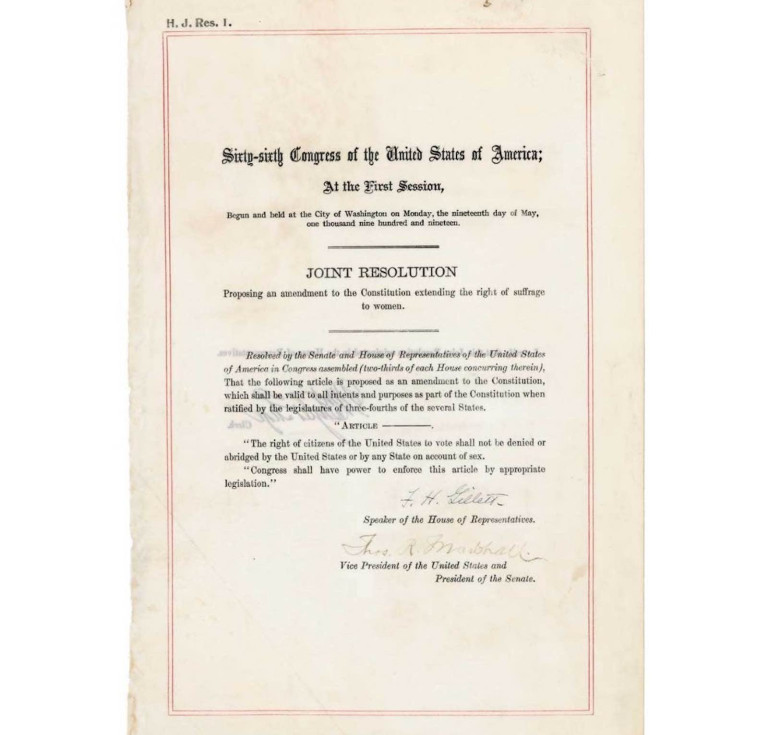 H. J. Res. 1.
Sixty-sixth Congress of the United States of America;
At the First Session,
Begun and held at the City of Washington on Monday, the nineteenth day of May,
one thousand nine hundred and nineteen.
JOINT RESOLUTION
Proposing an amendment to the Constitution extending the right of suffrage
to women.
Resolved by the Senate and House of Representatives of the United States
of America in Congress assembled (two-thirds of each House concurring therein),
That the following article is proposed as an amendment to the Constitution,
which shall be valid to all intents and purposes as part of the Constitution when
ratified by the legislatures of three-fourths of the several States.
"ARTICLE ————.
"The right of citizens of the United States to vote shall not be denied or
abridged by the United States or by any State on account of sex.
"Congress shall have power to enforce this article by appropriate
legislation."
F. H. Gillett
Speaker of the House of Representatives.
Thos. R. Marshall.
Vice President of the United States and
President of the Senate.